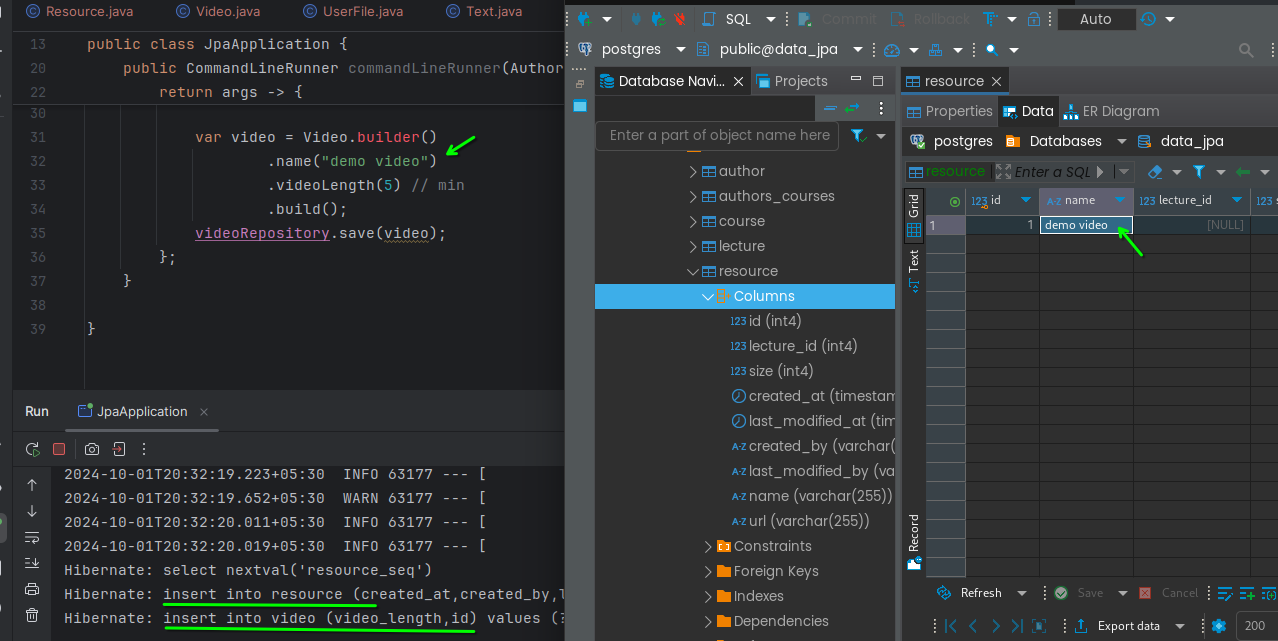 Resource.java
Video.java
UserFile.java
Text.java
13 public class JpaApplication {
20 public CommandLineRunner commandLineRunner(Author
22 return args -> {
30
31 var video = Video.builder()
32 .name("demo video")
33 .videoLength(5) // min
34 .build();
35 videoRepository.save(video);
36 };
37 }
38
39 }
Run
JpaApplication
2024-10-01T20:32:19.223+05:30  INFO 63177 --- [
2024-10-01T20:32:19.652+05:30  WARN 63177 --- [
2024-10-01T20:32:20.011+05:30  INFO 63177 --- [
2024-10-01T20:32:20.019+05:30  INFO 63177 --- [
Hibernate: select nextval('resource_seq')
Hibernate: insert into resource (created_at,created_by,l
Hibernate: insert into video (video_length,id) values (?
SQL
Commit
Rollback
Auto
postgres
public@data_jpa
Database Navi...
Projects
Enter a part of object name here
author
authors_courses
course
lecture
resource
Columns
123 id (int4)
123 lecture_id (int4)
123 size (int4)
created_at (timestam
last_modified_at (tim
A-Z created_by (varchar(
A-Z last_modified_by (va
A-Z name (varchar(255))
A-Z url (varchar(255))
Constraints
Foreign Keys
Indexes
Dependencies
resource
Properties
Data
ER Diagram
postgres
Databases
data_jpa
resource
Enter a SQL
Grid
Text
Record
123 id
A-Z name
123 lecture_id
123 s
1 1 demo video [NULL]
Refresh
Save
Cancel
Export data
200